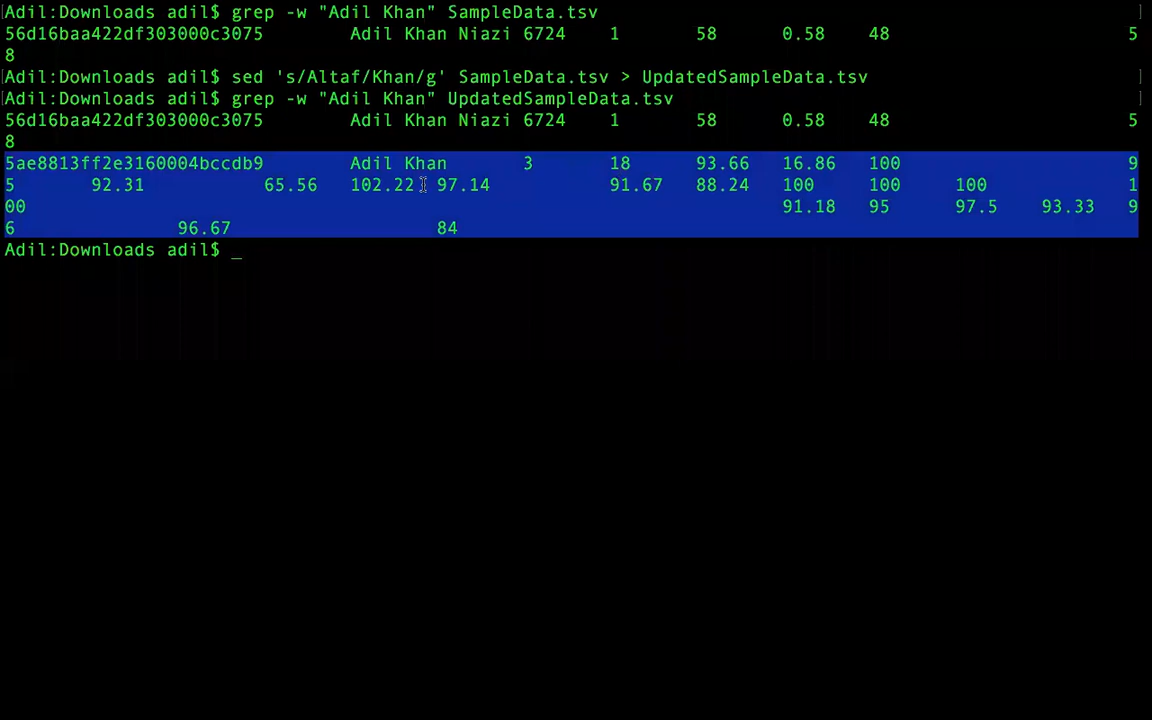 [Adil:Downloads adil$ grep -w "Adil Khan" SampleData.tsv ]
56d16baa422df303000c3075 Adil Khan Niazi 6724 1 58 0.58 48 5
8
[Adil:Downloads adil$ sed 's/Altaf/Khan/g' SampleData.tsv > UpdatedSampleData.tsv ]
[Adil:Downloads adil$ grep -w "Adil Khan" UpdatedSampleData.tsv ]
56d16baa422df303000c3075 Adil Khan Niazi 6724 1 58 0.58 48 5
8
5ae8813ff2e3160004bccdb9 Adil Khan 3 18 93.66 16.86 100 9
5 92.31 65.56 102.22 97.14 91.67 88.24 100 100 100 1
00 91.18 95 97.5 93.33 9
6 96.67 84
Adil:Downloads adil$ _